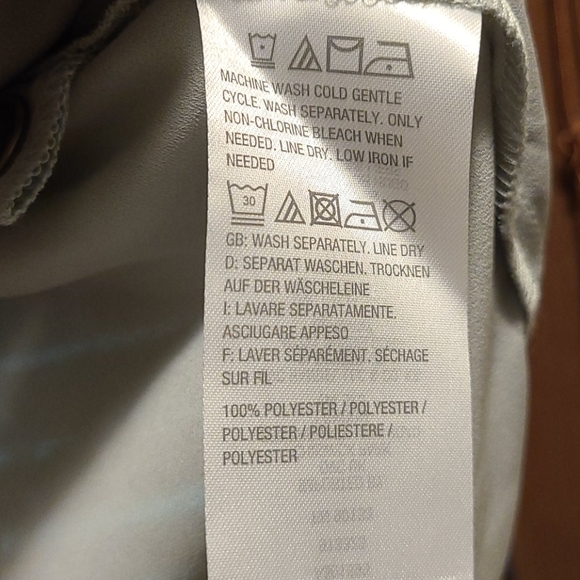 MACHINE WASH COLD GENTLE
CYCLE. WASH SEPARATELY. ONLY
NON-CHLORINE BLEACH WHEN
NEEDED. LINE DRY. LOW IRON IF
NEEDED
30
GB: WASH SEPARATELY. LINE DRY
D: SEPARAT WASCHEN. TROCKNEN
AUF DER WÄSCHELEINE
I: LAVARE SEPARATAMENTE.
ASCIUGARE APPESO
F: LAVER SÉPARÉMENT. SÉCHAGE
SUR FIL
100% POLYESTER / POLYESTER /
POLYESTER / POLIESTERE /
POLYESTER